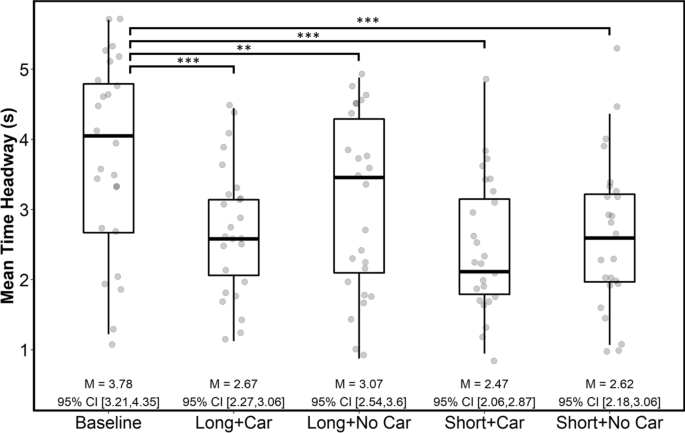 ***
***
**
***
Mean Time Headway (s)
5
4
3
2
1
M = 3.78 M = 2.67 M = 3.07 M = 2.47 M = 2.62
95% CI [3.21,4.35] 95% CI [2.27,3.06] 95% CI [2.54,3.6] 95% CI [2.06,2.87] 95% CI [2.18,3.06]
Baseline Long+Car Long+No Car Short+Car Short+No Car